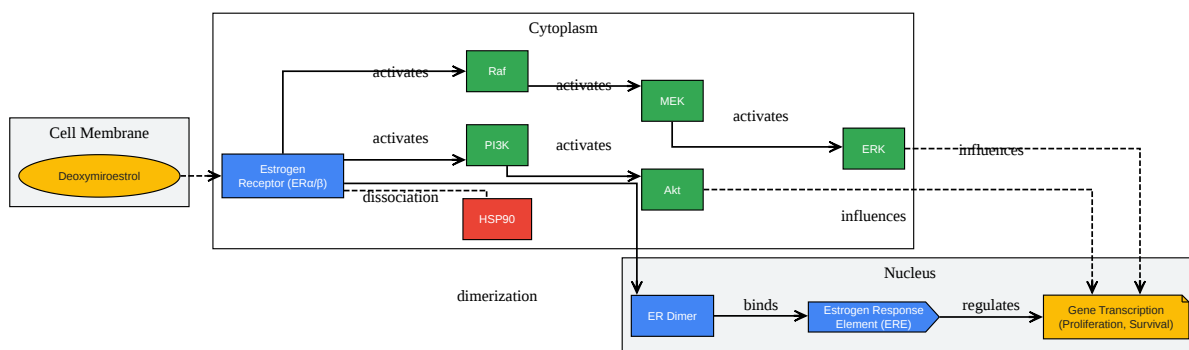 Cytoplasm
activates
Raf
activates
MEK
Cell Membrane
Deoxymiroestrol
Estrogen
Receptor (ERα/β)
activates
PI3K
activates
activates
ERK
influences
dissociation
HSP90
Akt
influences
Nucleus
dimerization
ER Dimer
binds
Estrogen Response
Element (ERE)
regulates
Gene Transcription
(Proliferation, Survival)